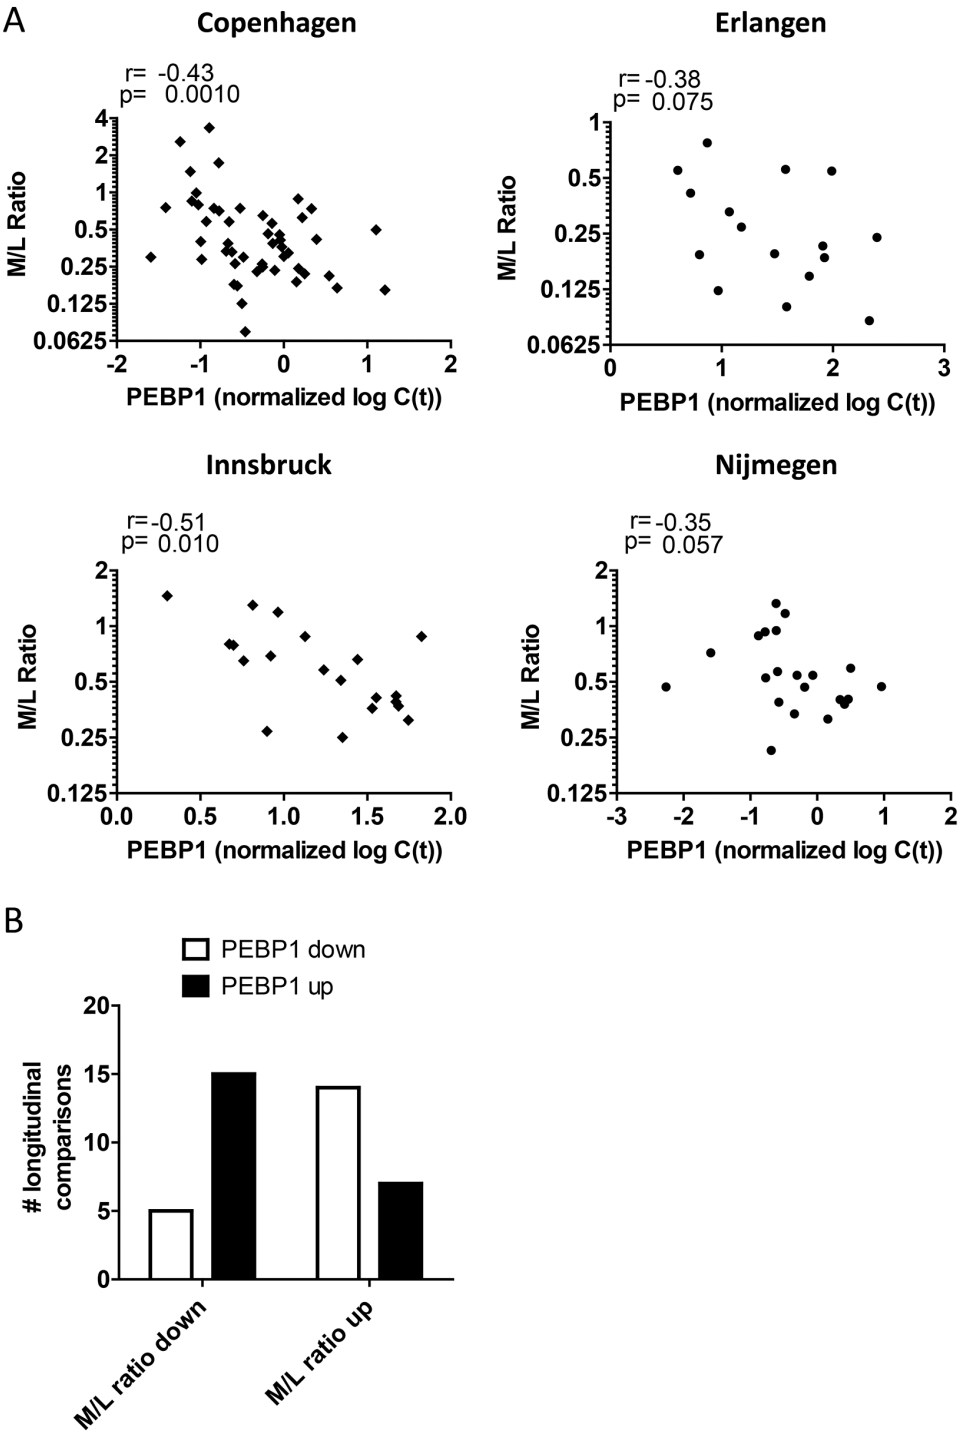 A
Copenhagen
r= -0.43
p= 0.0010
4
2
1
0.5
0.25
0.125
0.0625
M/L Ratio
-2 -1 0 1 2
PEBP1 (normalized log C(t))
Erlangen
r= -0.38
p= 0.075
1
0.5
0.25
0.125
0.0625
M/L Ratio
0 1 2 3
PEBP1 (normalized log C(t))
Innsbruck
r= -0.51
p= 0.010
2
1
0.5
0.25
0.125
M/L Ratio
0.0 0.5 1.0 1.5 2.0
PEBP1 (normalized log C(t))
Nijmegen
r= -0.35
p= 0.057
2
1
0.5
0.25
0.125
M/L Ratio
-3 -2 -1 0 1 2
PEBP1 (normalized log C(t))
B
PEBP1 down
PEBP1 up
20
15
10
5
0
# longitudinal
comparisons
M/L ratio down
M/L ratio up